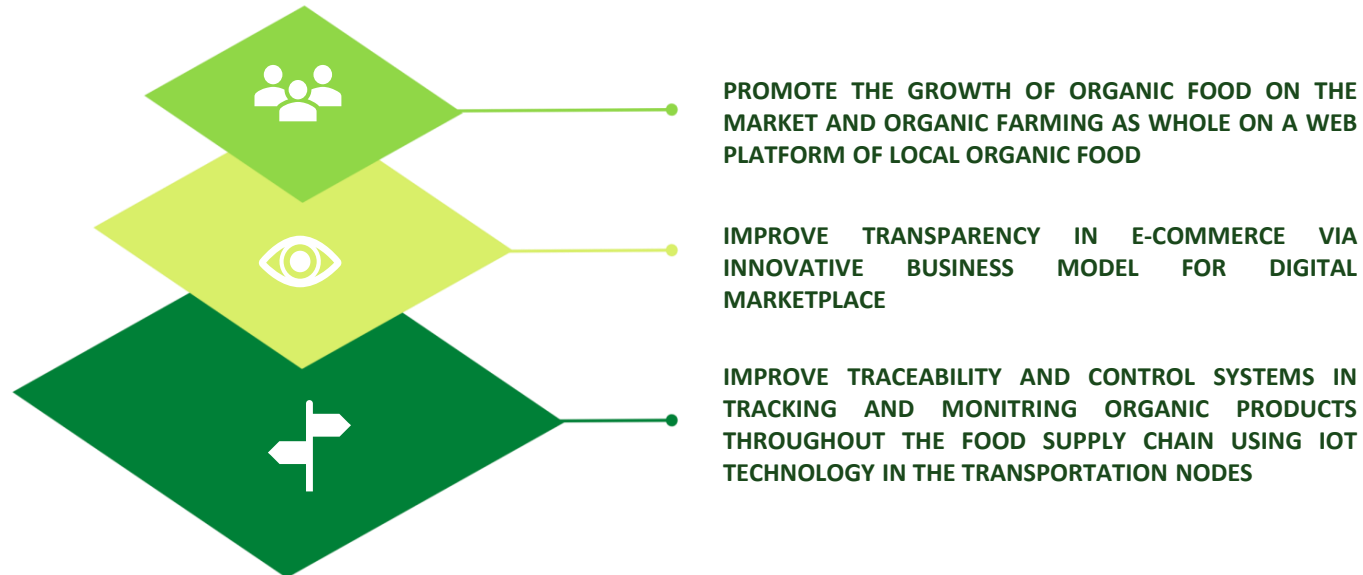 PROMOTE THE GROWTH OF ORGANIC FOOD ON THE
MARKET AND ORGANIC FARMING AS WHOLE ON A WEB
PLATFORM OF LOCAL ORGANIC FOOD
IMPROVE TRANSPARENCY IN E-COMMERCE VIA
INNOVATIVE BUSINESS MODEL FOR DIGITAL
MARKETPLACE
IMPROVE TRACEABILITY AND CONTROL SYSTEMS IN
TRACKING AND MONITRING ORGANIC PRODUCTS
THROUGHOUT THE FOOD SUPPLY CHAIN USING IOT
TECHNOLOGY IN THE TRANSPORTATION NODES